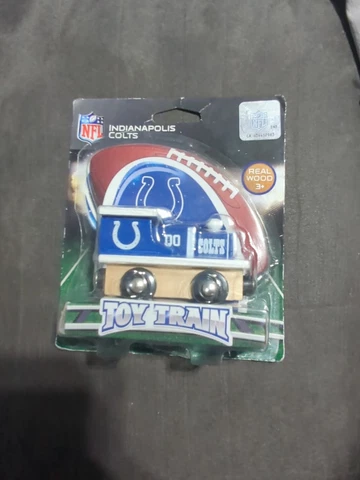 NFL
INDIANAPOLIS
COLTS
REAL
WOOD
3+
00
COLTS
TOY TRAIN